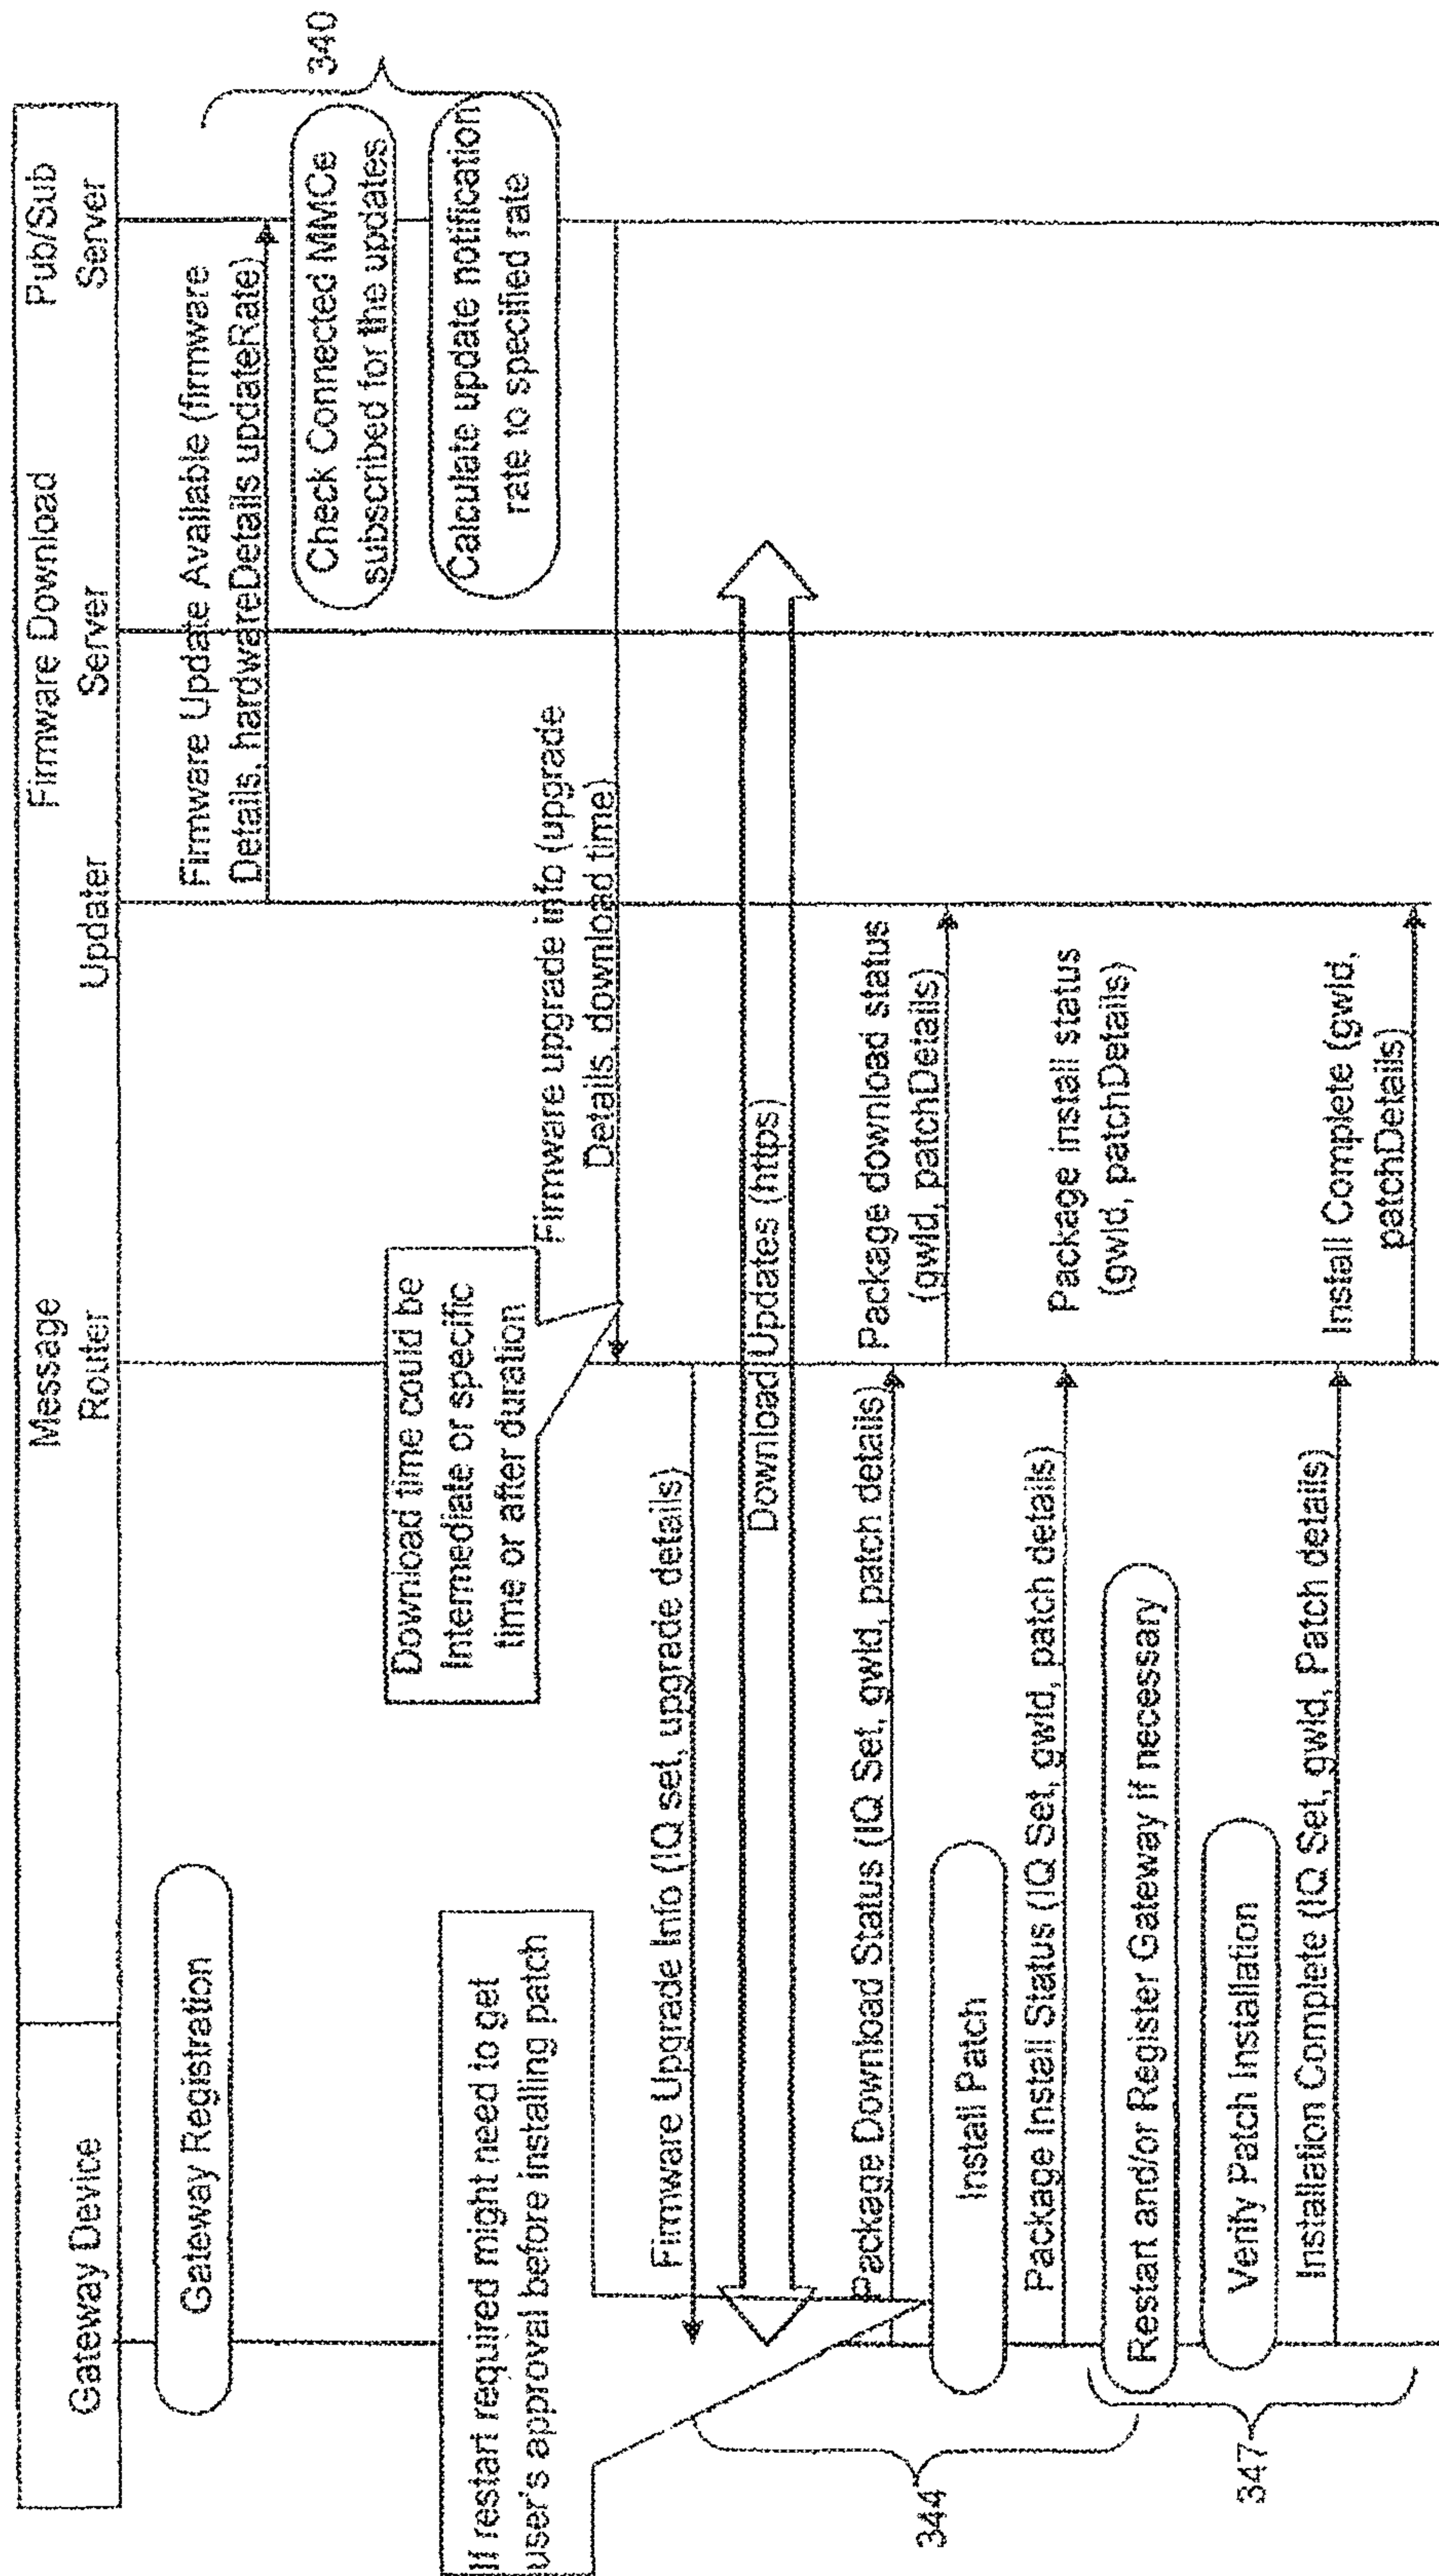 Gateway Device
Message
Router
Updater
Firmware Download
Server
Pub/Sub
Server
Gateway Registration
Firmware Update Available (firmware
Details, hardwareDetails updateRate)
340
Check Connected MMCe
subscribed for the updates
Calculate update notification
rate to specified rate
Download time could be
Intermediate or specific
time or after duration
If restart required might need to get
user's approval before installing patch
Firmware upgrade info (upgrade
Details, download time)
Firmware Upgrade Info (IQ set, upgrade details)
Download Updates (https)
Package Download Status (IQ Set, gwId, patch details)
Package download status
(gwId, patchDetails)
Install Patch
344
Package Install Status (IQ Set, gwId, patch details)
Package install status
(gwId, patchDetails)
Restart and/or Register Gateway if necessary
Verify Patch Installation
347
Installation Complete (IQ Set, gwId, Patch details)
Install Complete (gwId,
patchDetails)